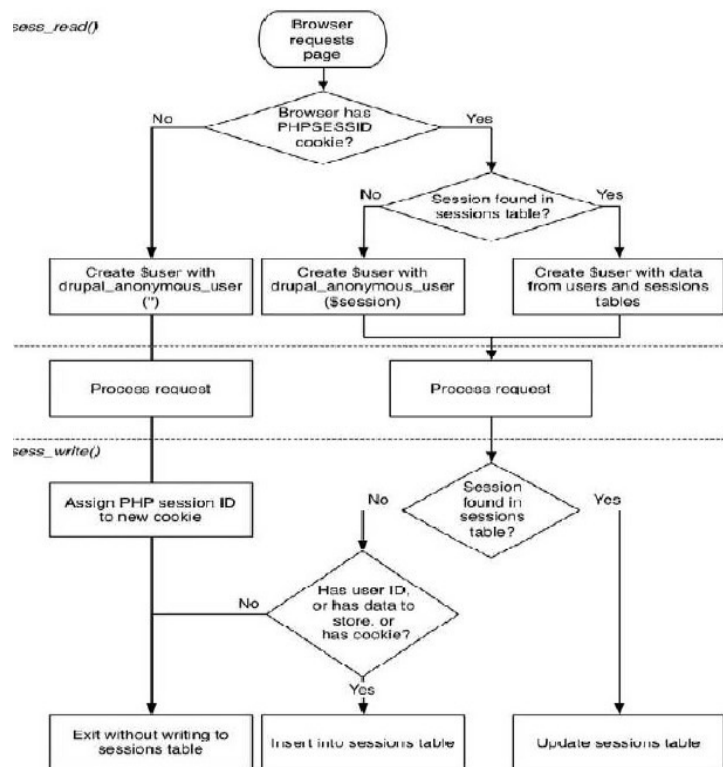 sess_read()
Browser
requests
page
Browser has
PHPSESSID
cookie?
No
Yes
Session found in
sessions table?
No
Yes
Create $user with
drupal_anonymous_user
('')
Create $user with
drupal_anonymous_user
($session)
Create $user with data
from users and sessions
tables
Process request
Process request
sess_write()
Assign PHP session ID
to new cookie
Session
found in
sessions
table?
No
Yes
Has user ID,
or has data to
store, or
has cookie?
No
Yes
Exit without writing to
sessions table
Insert into sessions table
Update sessions table